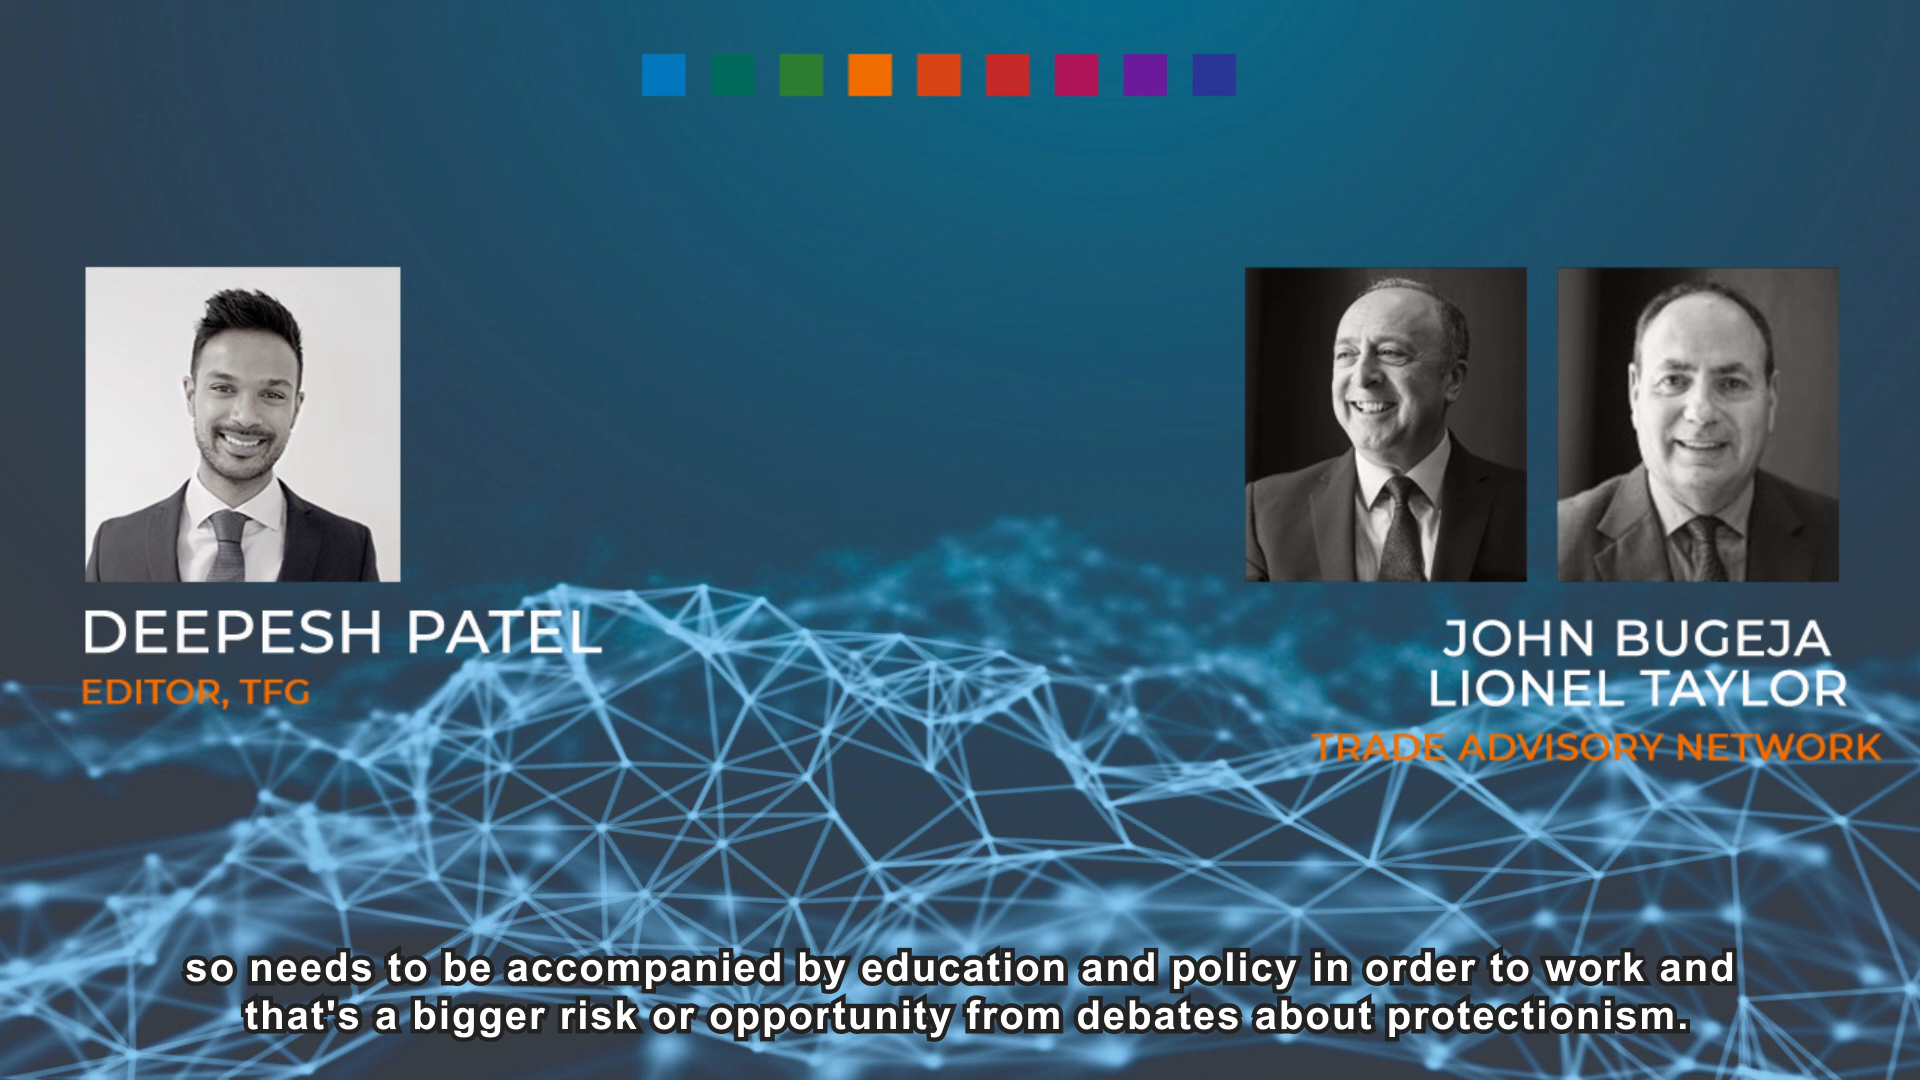 DEEPESH PATEL
EDITOR, TFG
JOHN BUGEJA
LIONEL TAYLOR
TRADE ADVISORY NETWORK
so needs to be accompanied by education and policy in order to work and
that's a bigger risk or opportunity from debates about protectionism.